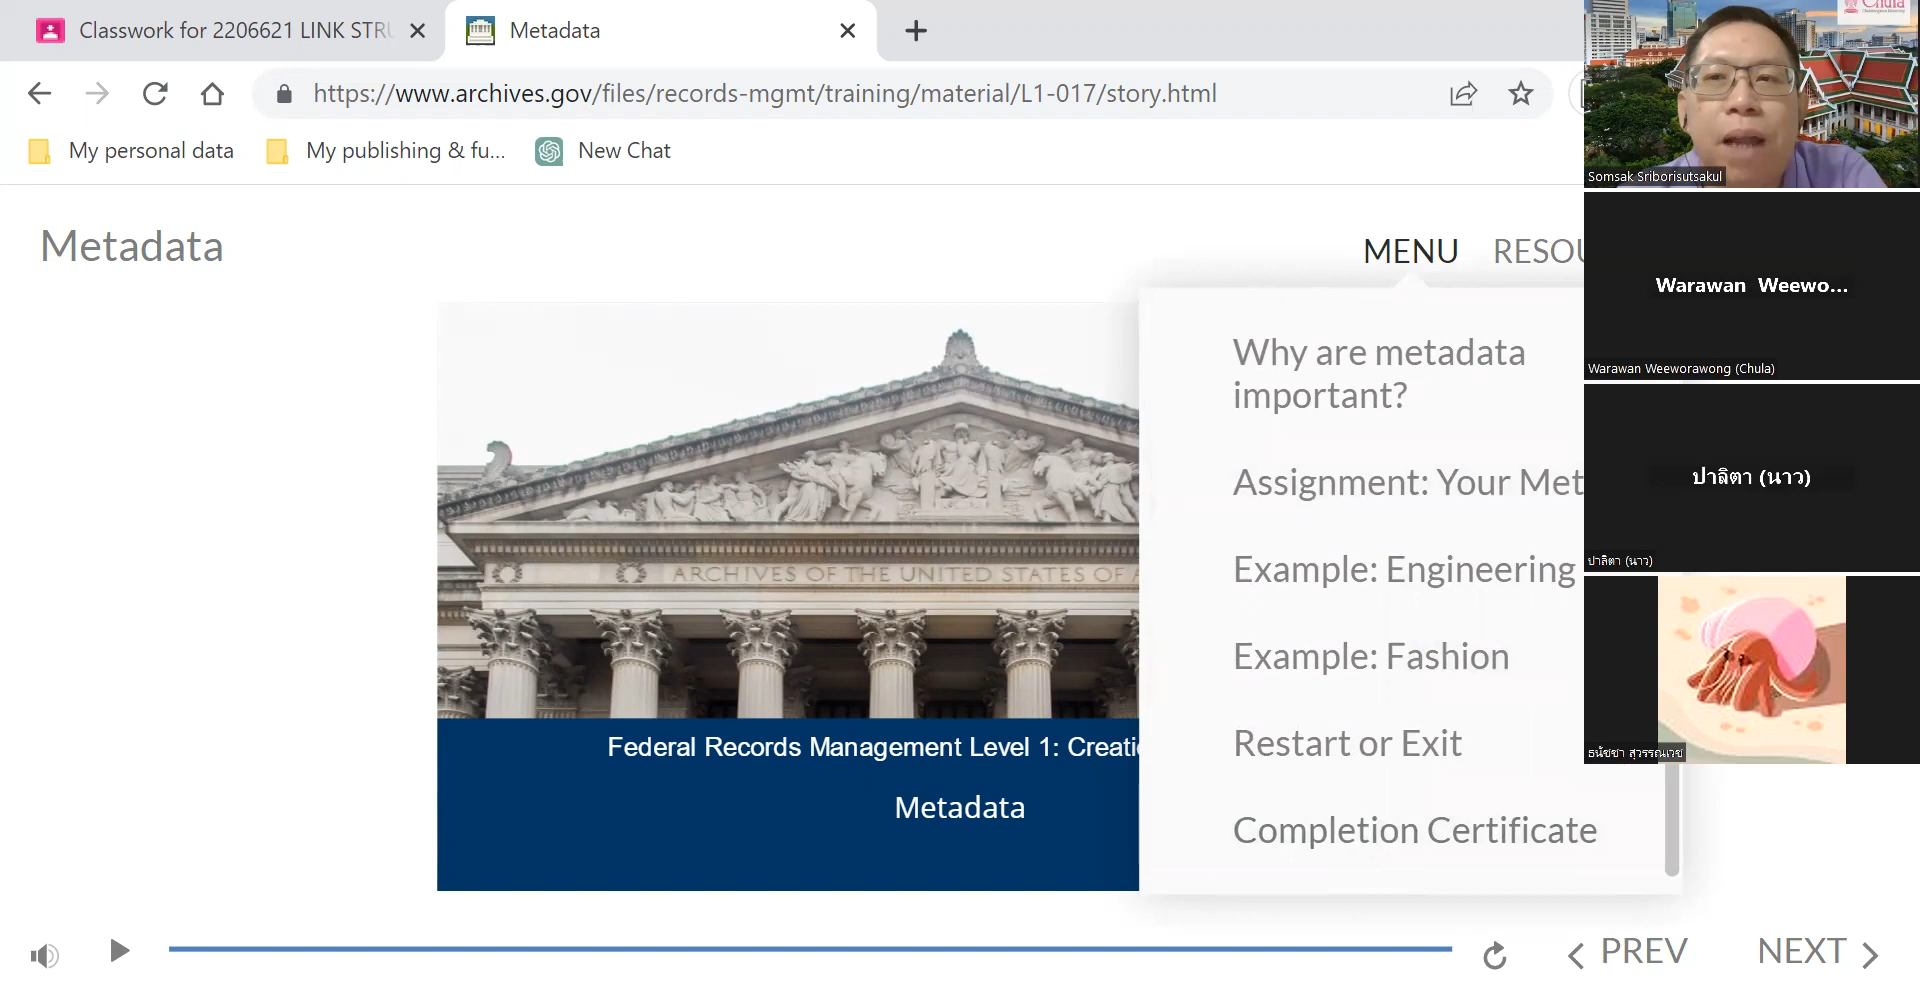 Classwork for 2206621 LINK STRU
Metadata
https://www.archives.gov/files/records-mgmt/training/material/L1-017/story.html
My personal data
My publishing & fu...
New Chat
Metadata
MENU
RESOU
Why are metadata
important?
Assignment: Your Met
Example: Engineering
Example: Fashion
Restart or Exit
Completion Certificate
ARCHIVES OF THE UNITED STATES OF A
Federal Records Management Level 1: Creatio
Metadata
PREV
NEXT
Chula
Somsak Sriborisutsakul
Warawan Weewo...
Warawan Weeworawong (Chula)
ปาลิตา (นาว)
ปาลิตา (นาว)
ธนัชชา สุวรรณเวช